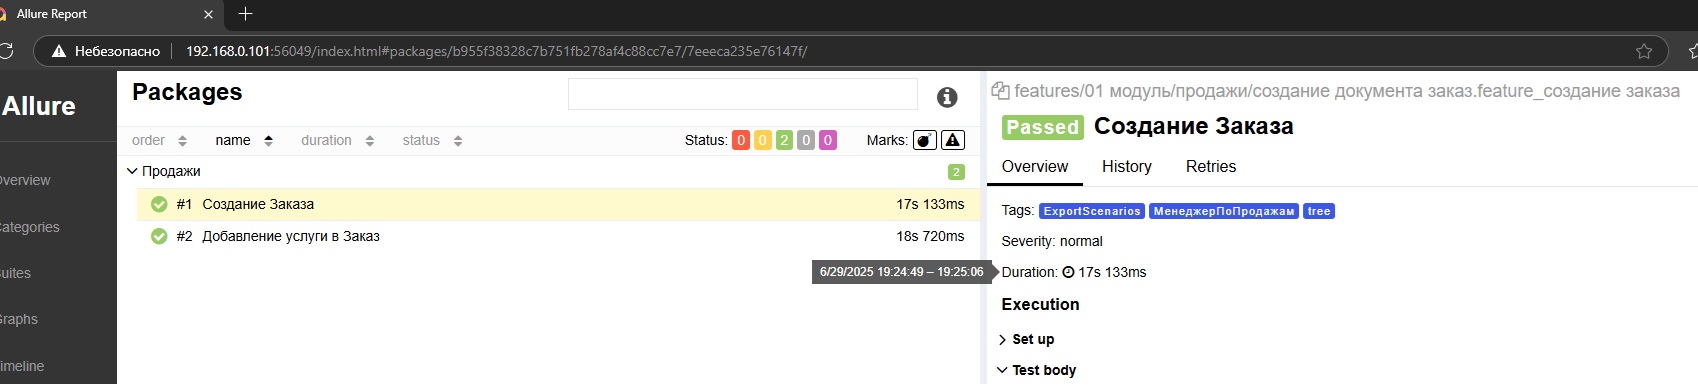 Allure Report
Небезопасно
192.168.0.101:56049/index.html#packages/b955f38328c7b751fb278af4c88cc7e7/7eeeca235e76147f/
Allure
verview
ategories
uites
raphs
imeline
Packages
order name duration status Status: 0 0 2 0 0 Marks:
Продажи 2
#1 Создание Заказа 17s 133ms
#2 Добавление услуги в Заказ 18s 720ms
6/29/2025 19:24:49 – 19:25:06
features/01 модуль/продажи/создание документа заказ.feature_создание заказа
Passed Создание Заказа
Overview History Retries
Tags: ExportScenarios МенеджерПоПродажам tree
Severity: normal
Duration: 17s 133ms
Execution
Set up
Test body